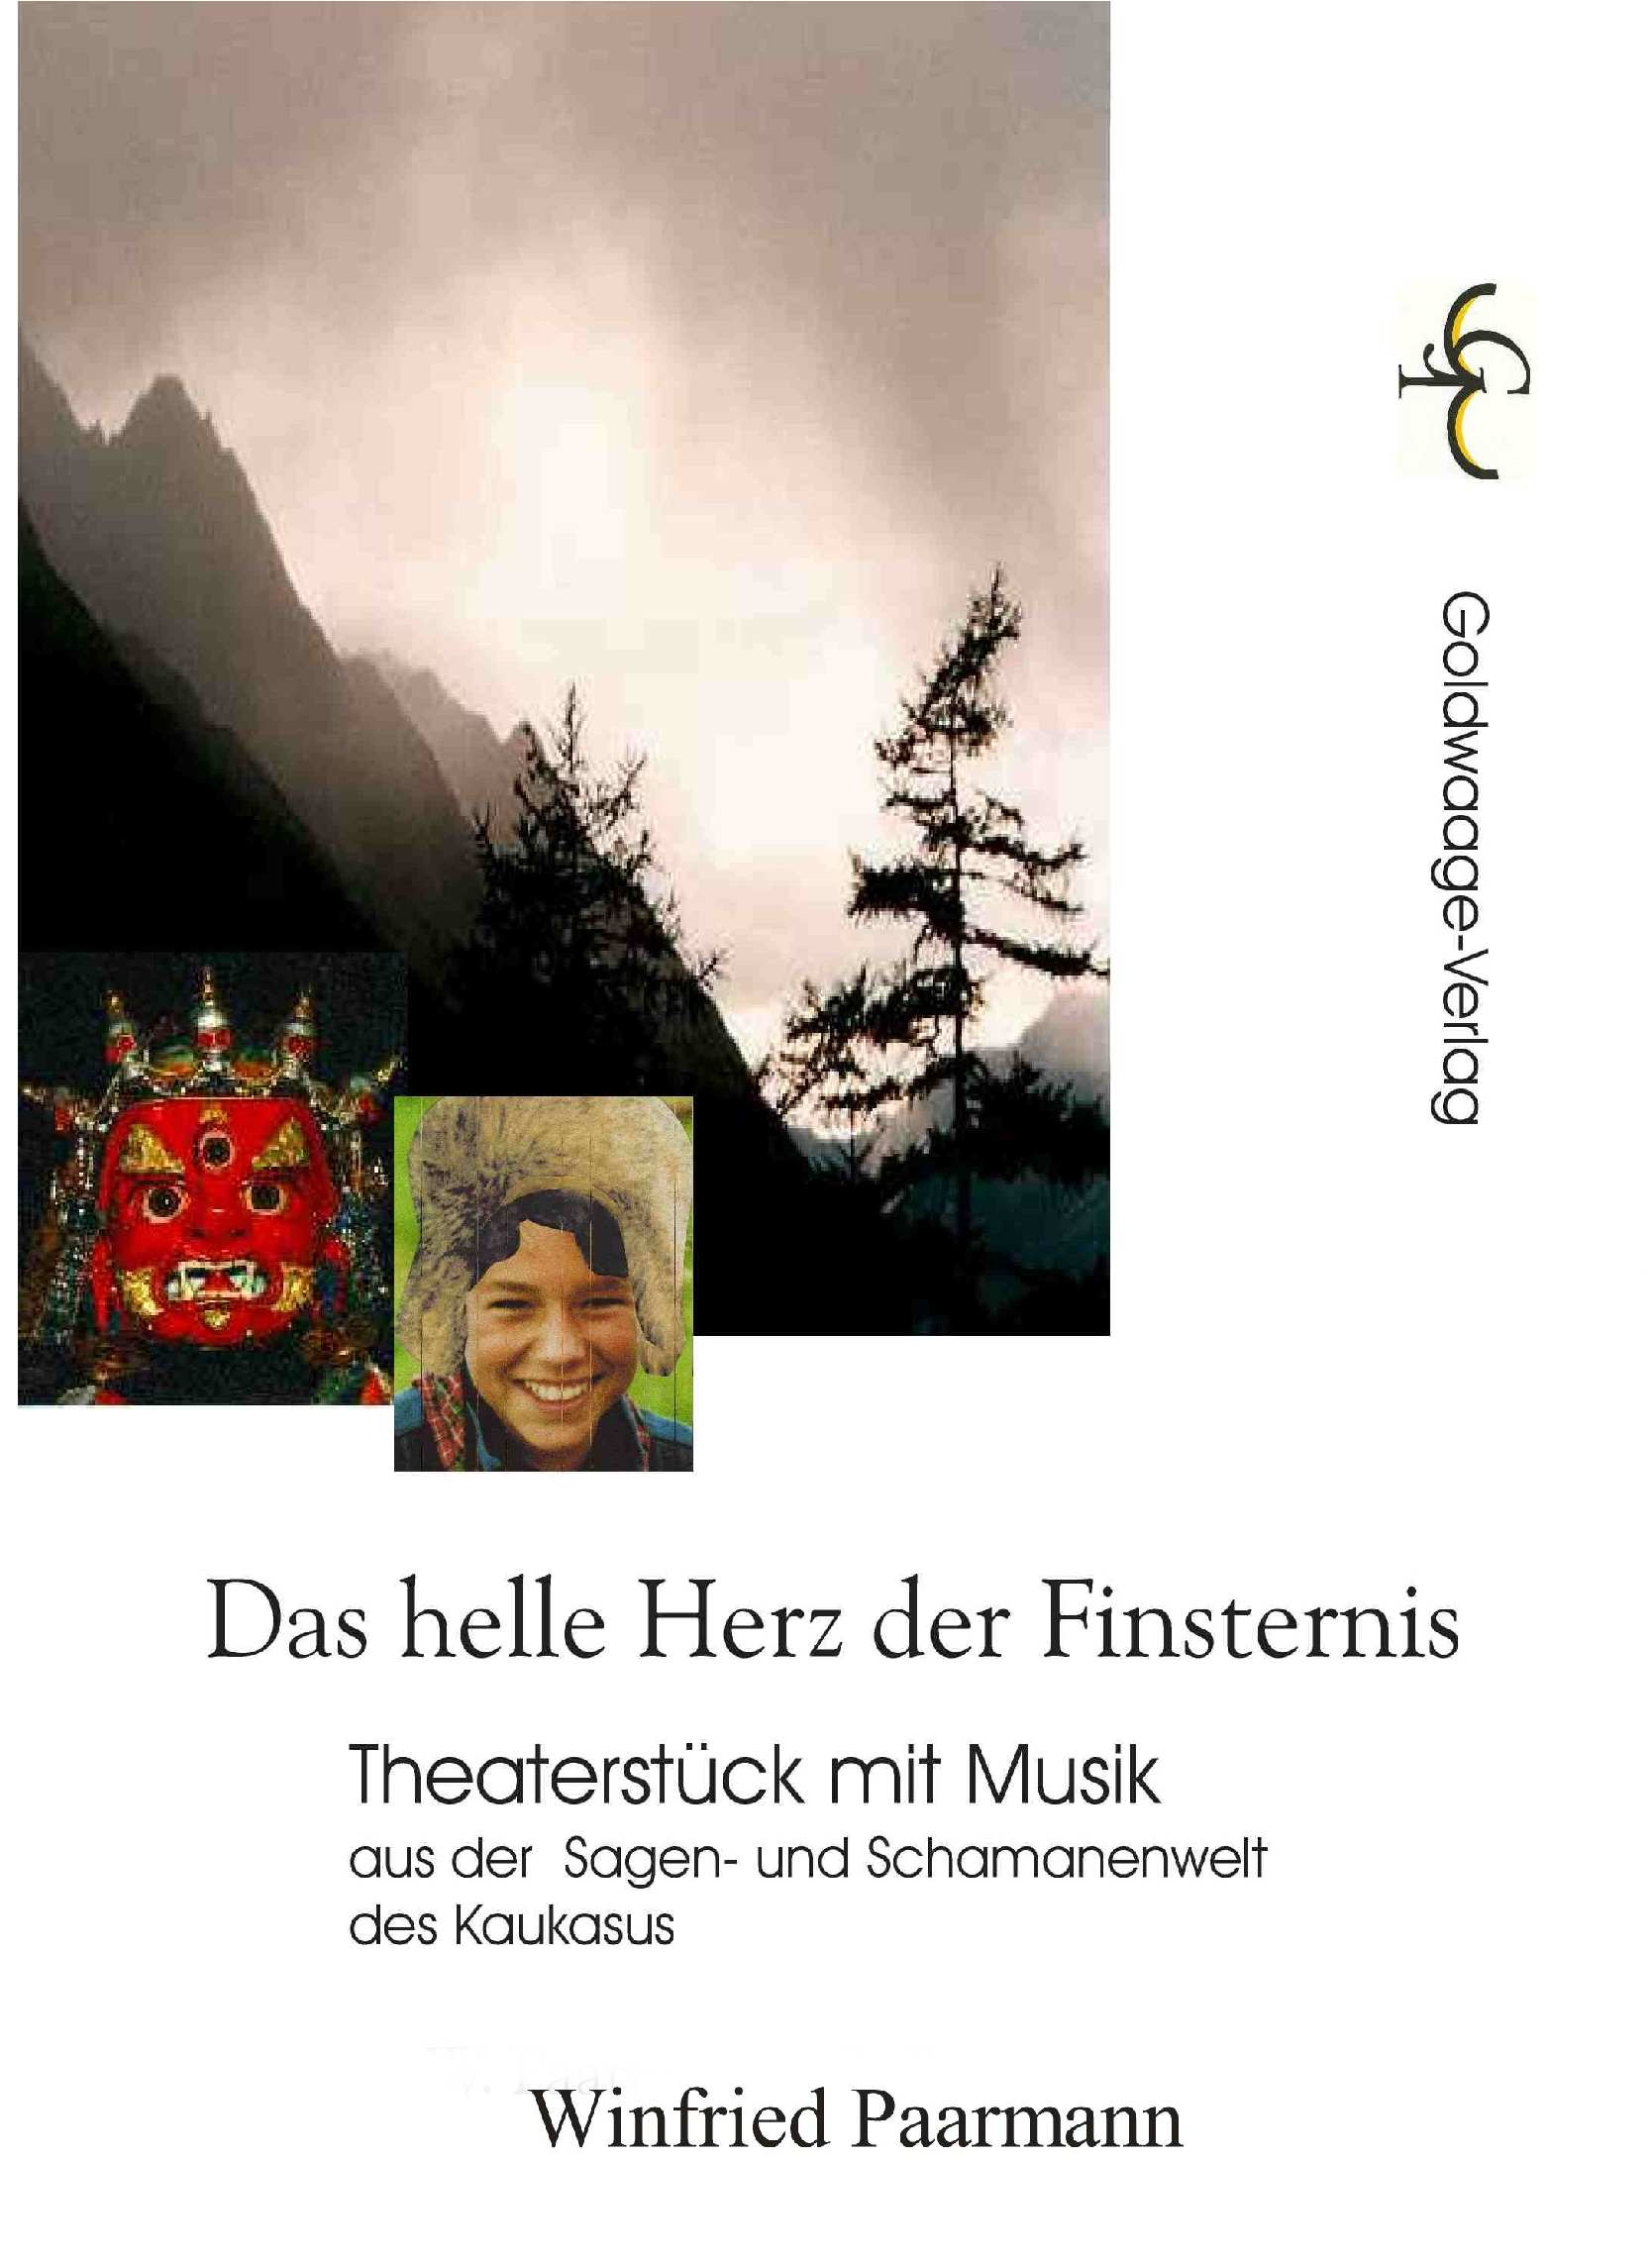 Goldwaage-Verlag
Das helle Herz der Finsternis
Theaterstück mit Musik
aus der Sagen- und Schamanenwelt
des Kaukasus
Winfried Paarmann